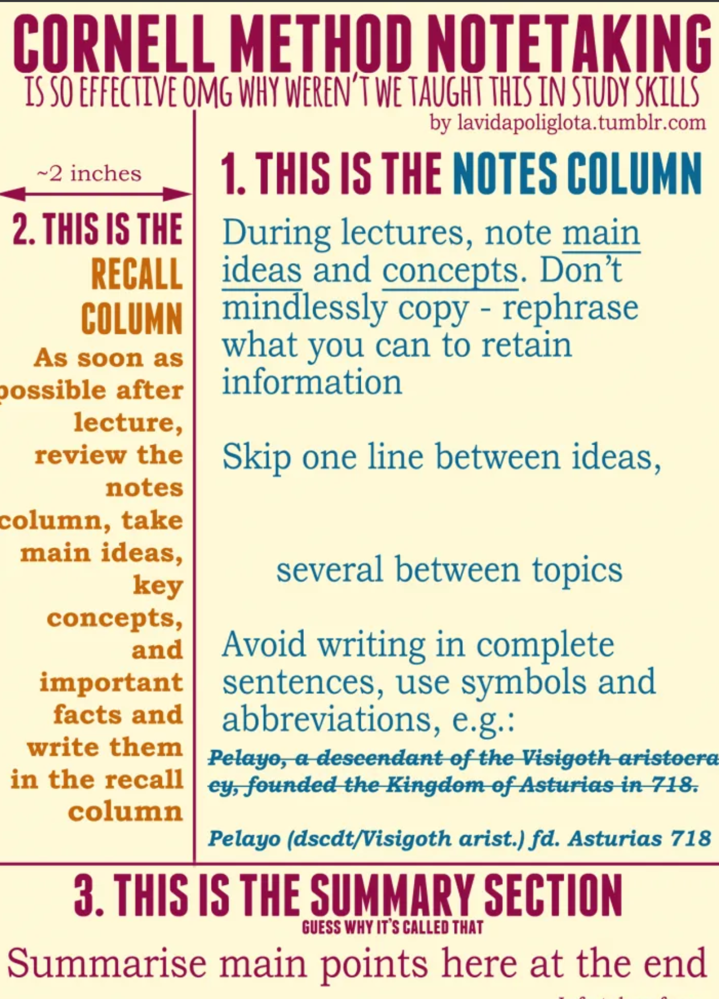 CORNELL METHOD NOTETAKING
IS SO EFFECTIVE OMG WHY WEREN'T WE TAUGHT THIS IN STUDY SKILLS
by lavidapoliglota.tumblr.com
~2 inches
1. THIS IS THE NOTES COLUMN
During lectures, note main
ideas and concepts. Don't
mindlessly copy - rephrase
what you can to retain
information
Skip one line between ideas,
several between topics
Avoid writing in complete
sentences, use symbols and
abbreviations, e.g.:
Pelayo, a descendant of the Visigoth aristocra
cy, founded the Kingdom of Asturias in 718.
Pelayo (dscdt/Visigoth arist.) fd. Asturias 718
2. THIS IS THE
RECALL
COLUMN
As soon as
possible after
lecture,
review the
notes
column, take
main ideas,
key
concepts,
and
important
facts and
write them
in the recall
column
3. THIS IS THE SUMMARY SECTION
GUESS WHY IT'S CALLED THAT
Summarise main points here at the end